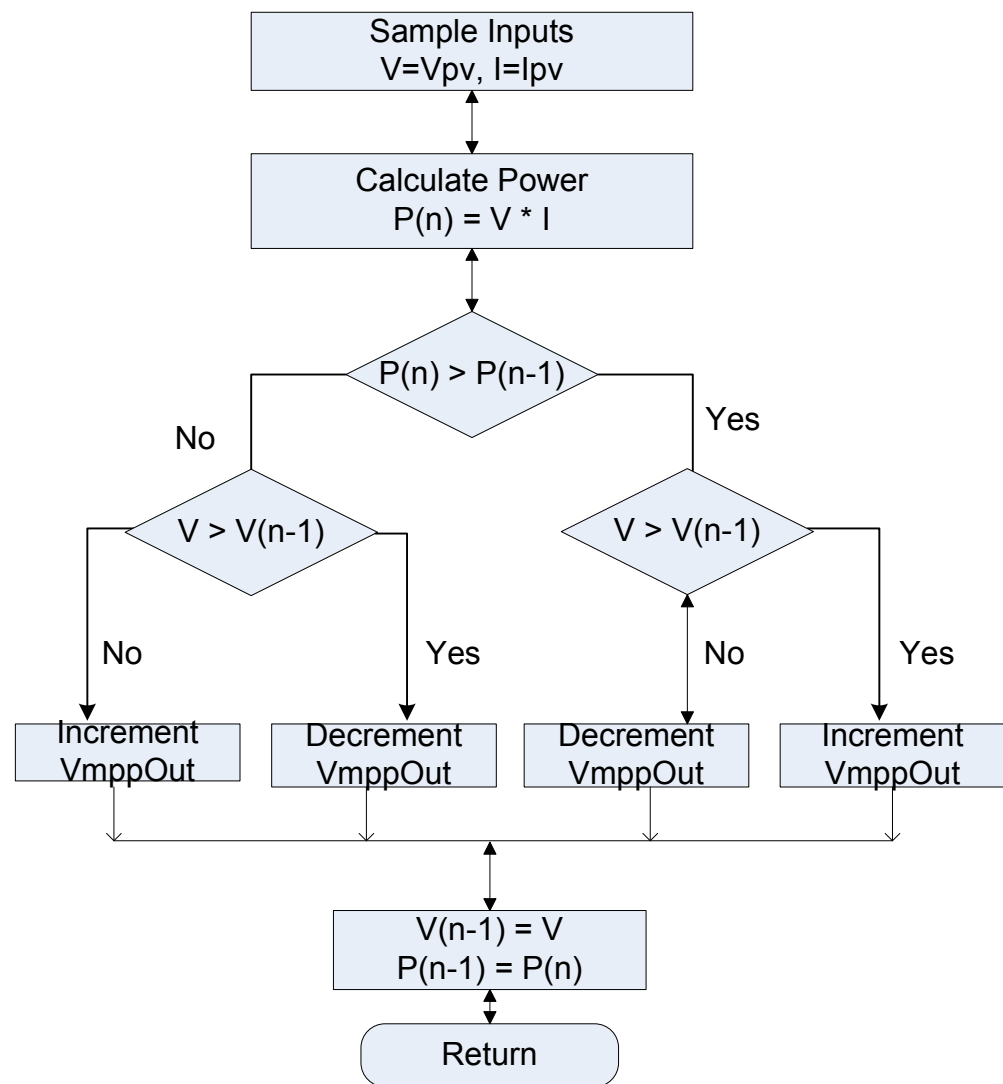 Sample Inputs
V=Vpv, I=Ipv
Calculate Power
P(n) = V * I
P(n) > P(n-1)
No
Yes
V > V(n-1)
V > V(n-1)
No
Yes
No
Yes
Increment
VmppOut
Decrement
VmppOut
Decrement
VmppOut
Increment
VmppOut
V(n-1) = V
P(n-1) = P(n)
Return